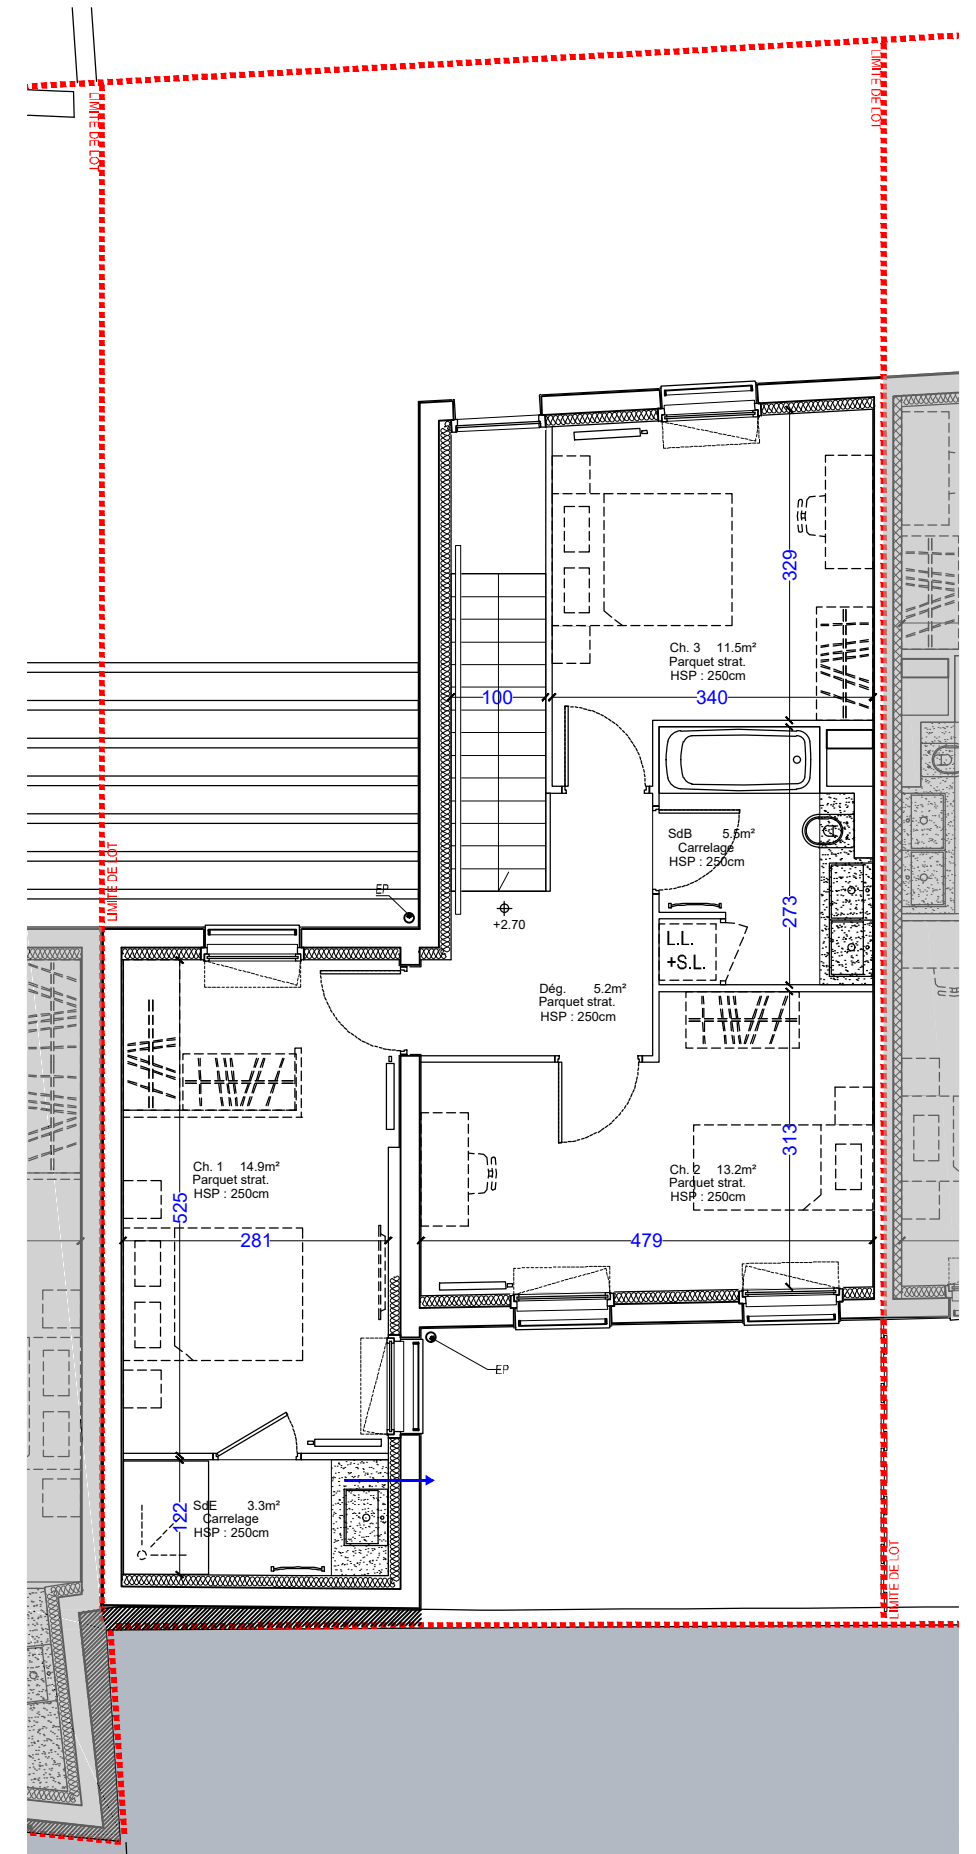 LIMITE DE LOT
LIMITE DE LOT
329
Ch. 3 11.5m²
Parquet strat.
HSP : 250cm
100
340
SdB 5.5m²
Carrelage
HSP : 250cm
LIMITE DE LOT
EP
+2.70
273
L.L.
+S.L.
Dég. 5.2m²
Parquet strat.
HSP : 250cm
313
Ch. 1 14.9m²
Parquet strat.
HSP : 250cm
Ch. 2 13.2m²
Parquet strat.
HSP : 250cm
525
281
479
EP
SdE 3.3m²
Carrelage
HSP : 250cm
122
LIMITE DE LOT